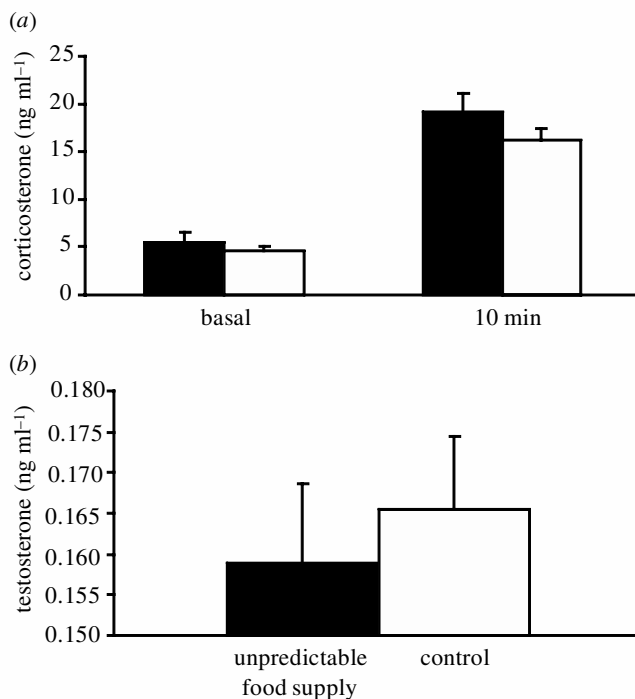 (a)
corticosterone (ng ml⁻¹)
25
20
15
10
5
0
basal 10 min
(b)
testosterone (ng ml⁻¹)
0.180
0.175
0.170
0.165
0.160
0.155
0.150
unpredictable control
food supply